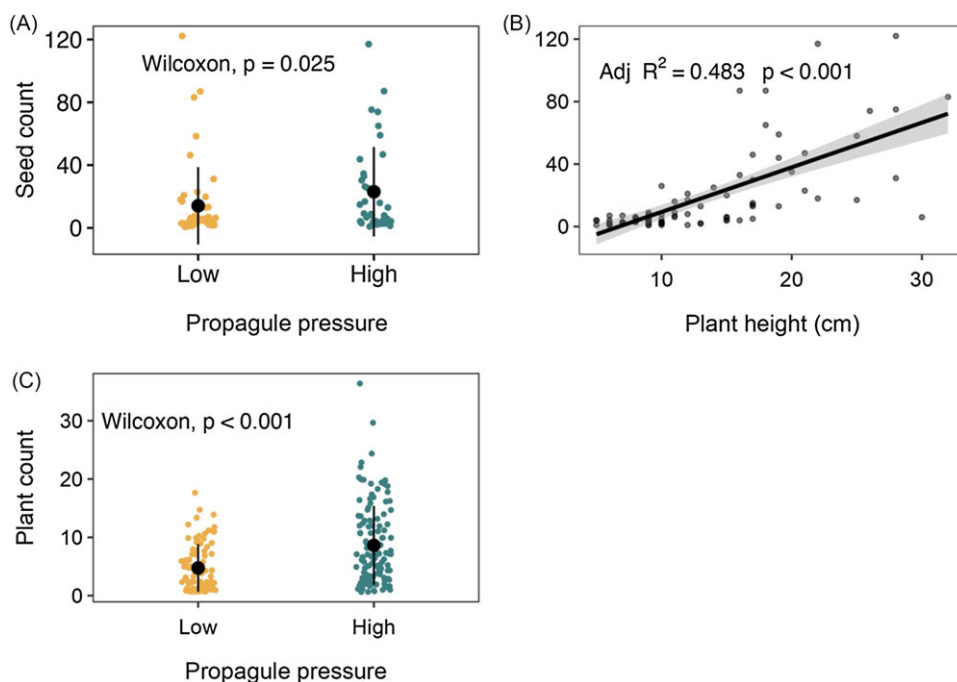 (A)
Seed count
120
80
40
0
Wilcoxon, p = 0.025
Low High
Propagule pressure
(B)
120
80
40
0
Adj R² = 0.483 p < 0.001
10 20 30
Plant height (cm)
(C)
Plant count
30
20
10
0
Wilcoxon, p < 0.001
Low High
Propagule pressure